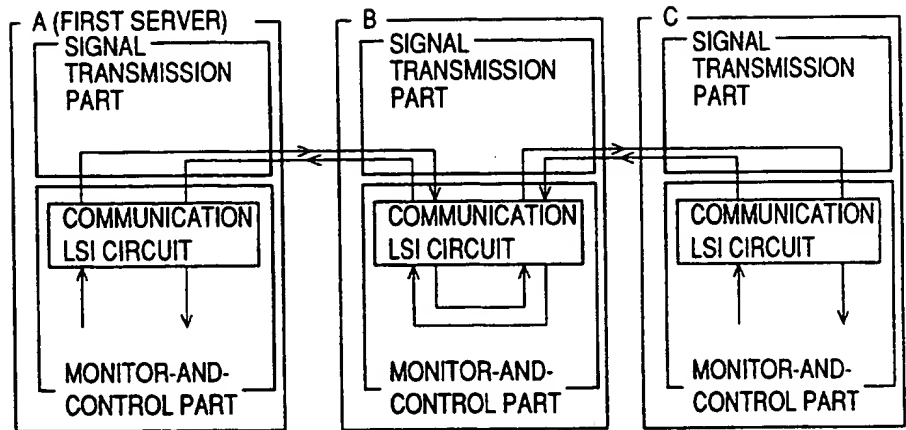 A (FIRST SERVER)
SIGNAL
TRANSMISSION
PART
COMMUNICATION
LSI CIRCUIT
MONITOR-AND-
CONTROL PART
B
SIGNAL
TRANSMISSION
PART
COMMUNICATION
LSI CIRCUIT
MONITOR-AND-
CONTROL PART
C
SIGNAL
TRANSMISSION
PART
COMMUNICATION
LSI CIRCUIT
MONITOR-AND-
CONTROL PART